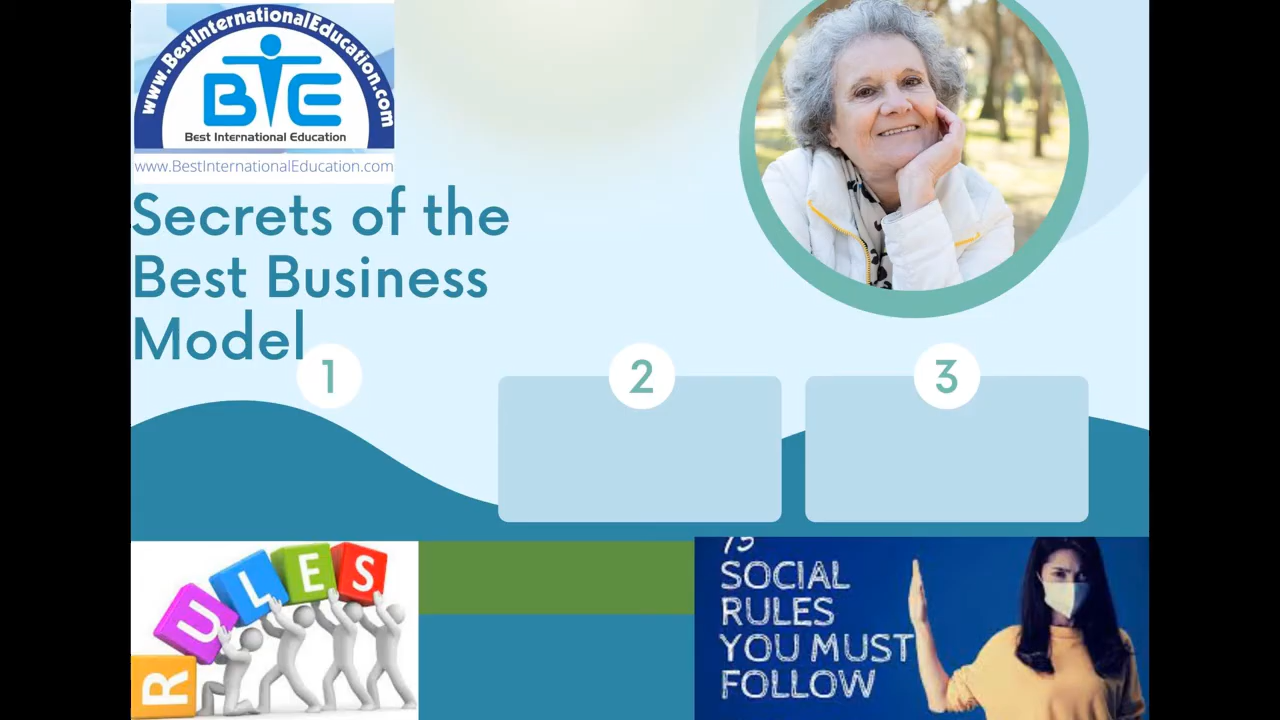 www.BestInternationalEducation.com
BIE
Best International Education
www.BestInternationalEducation.com
Secrets of the
Best Business
Model
1
2
3
RULES
SOCIAL
RULES
YOU MUST
FOLLOW